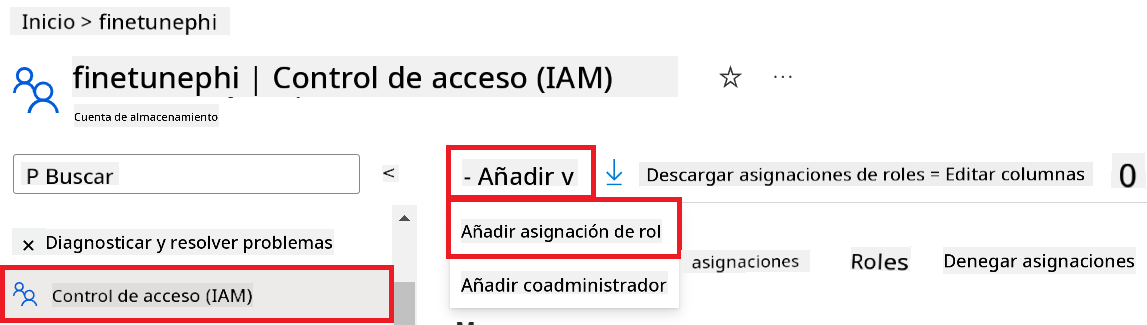 Inicio > finetunephi
finetunephi | Control de acceso (IAM)
Cuenta de almacenamiento
P Buscar
<
- Añadir v
Descargar asignaciones de roles = Editar columnas
0
Añadir asignación de rol
× Diagnosticar y resolver problemas
asignaciones
Roles
Denegar asignaciones
Añadir coadministrador
Control de acceso (IAM)